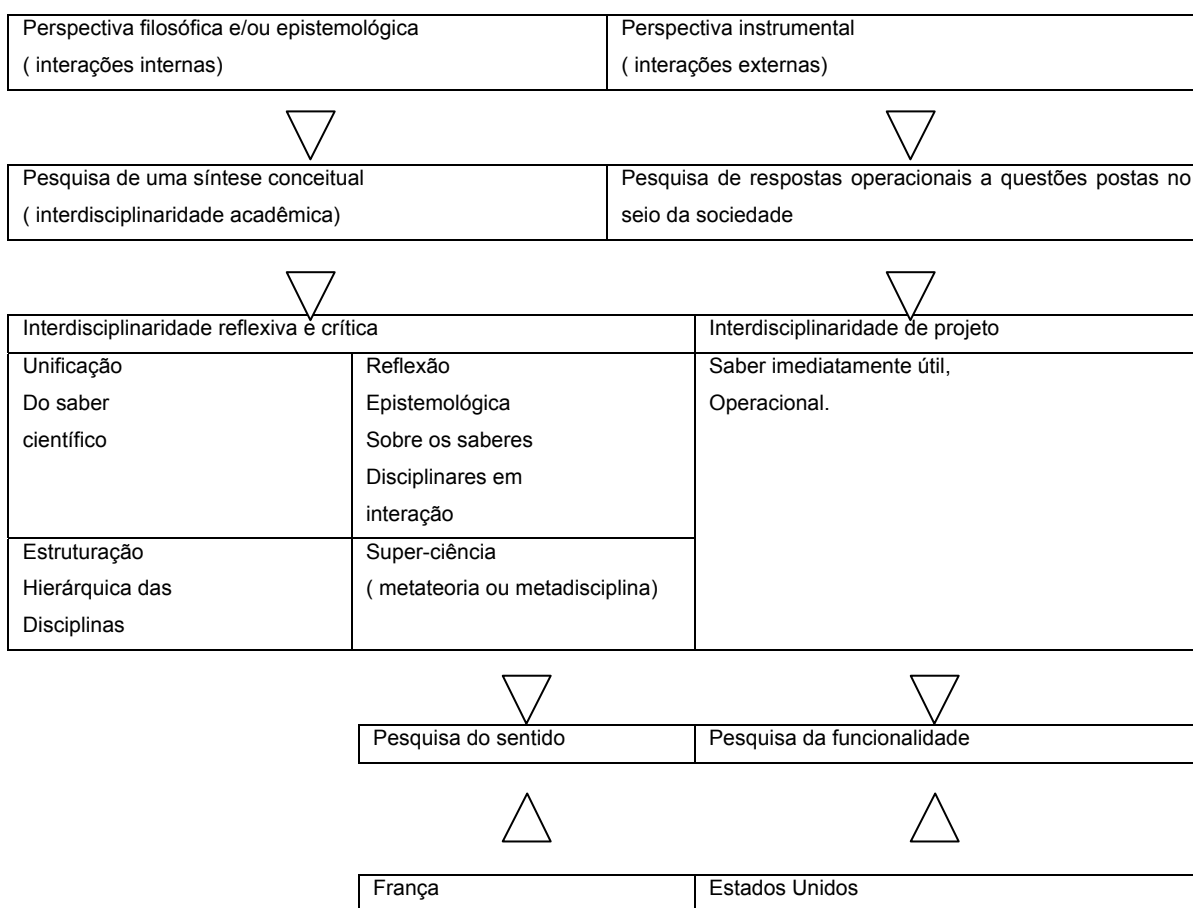 Perspectiva filosófica e/ou epistemológica
( interações internas)
Perspectiva instrumental
( interações externas)
Pesquisa de uma síntese conceitual
( interdisciplinaridade acadêmica)
Pesquisa de respostas operacionais a questões postas no
seio da sociedade
Interdisciplinaridade reflexiva e crítica
Interdisciplinaridade de projeto
Unificação
Do saber
científico
Reflexão
Epistemológica
Sobre os saberes
Disciplinares em
interação
Saber imediatamente útil,
Operacional.
Estruturação
Hierárquica das
Disciplinas
Super-ciência
( metateoria ou metadisciplina)
Pesquisa do sentido
Pesquisa da funcionalidade
França
Estados Unidos